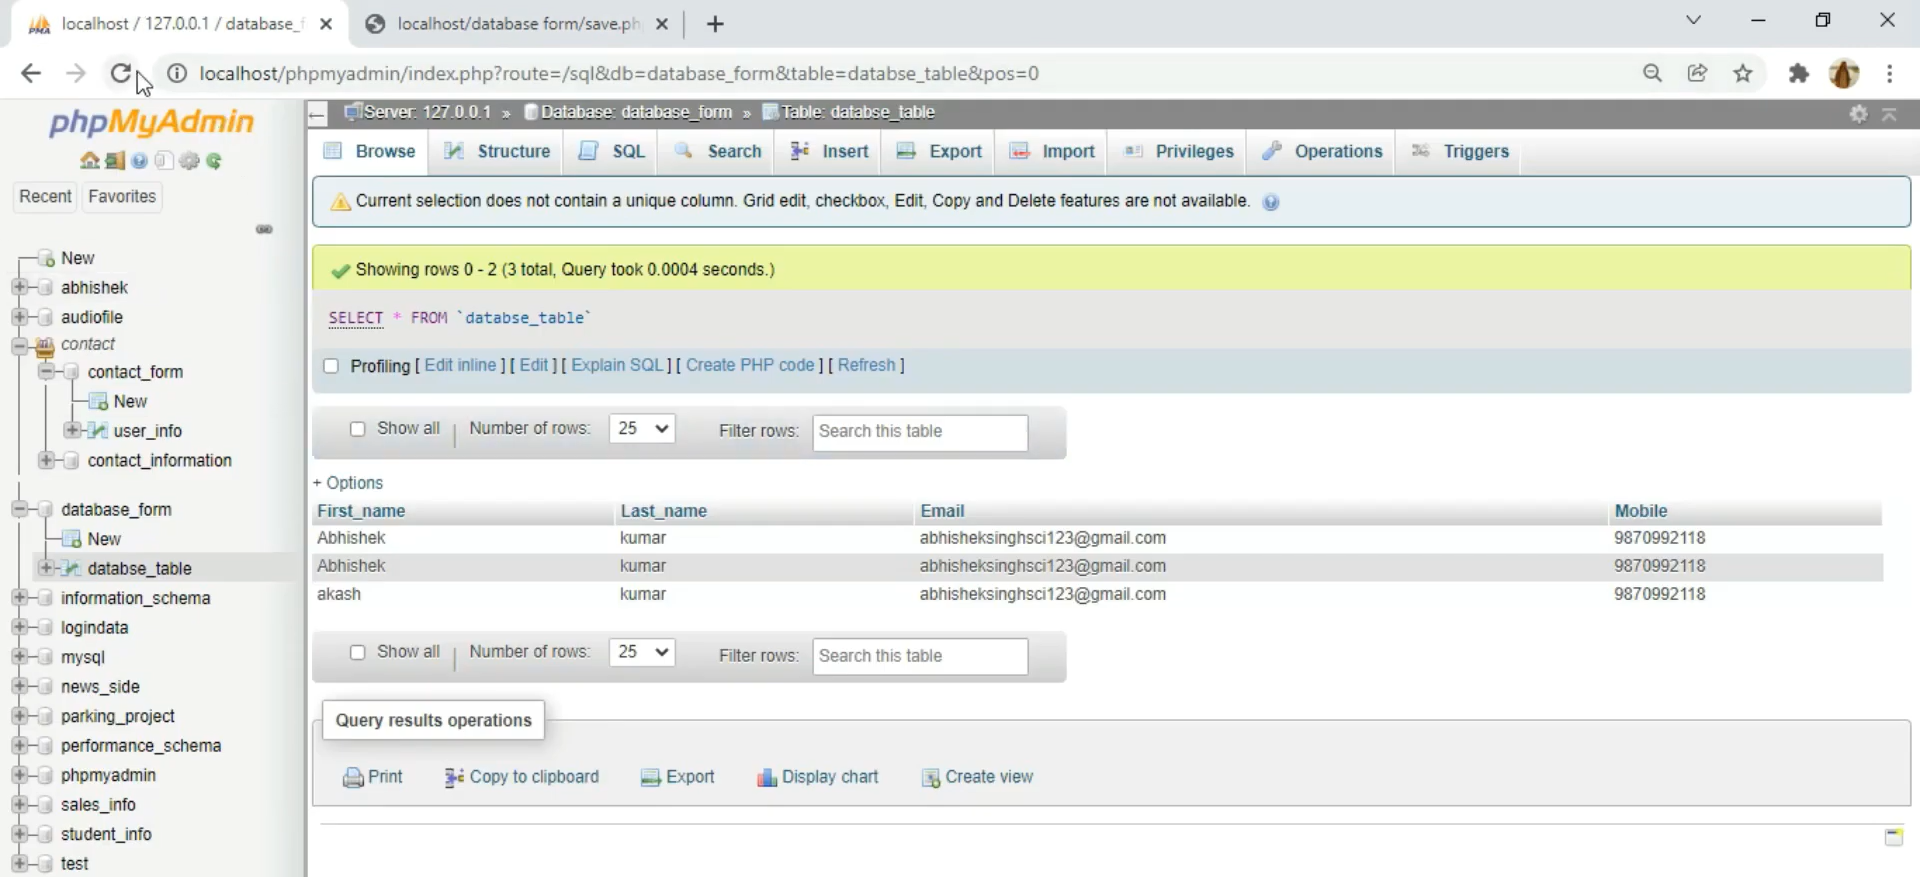 localhost / 127.0.0.1 / database_f
localhost/database form/save.ph
localhost/phpmyadmin/index.php?route=/sql&db=database_form&table=databse_table&pos=0
phpMyAdmin
Recent Favorites
New
abhishek
audiofile
contact
contact_form
New
user_info
contact_information
database_form
New
databse_table
information_schema
logindata
mysql
news_side
parking_project
performance_schema
phpmyadmin
sales_info
student_info
test
Server: 127.0.0.1 » Database: database_form » Table: databse_table
Browse Structure SQL Search Insert Export Import Privileges Operations Triggers
Current selection does not contain a unique column. Grid edit, checkbox, Edit, Copy and Delete features are not available.
Showing rows 0 - 2 (3 total, Query took 0.0004 seconds.)
SELECT * FROM `databse_table`
Profiling [ Edit inline ] [ Edit ] [ Explain SQL ] [ Create PHP code ] [ Refresh ]
Show all Number of rows: 25 Filter rows: Search this table
+ Options
First_name Last_name Email Mobile
Abhishek kumar abhisheksinghsci123@gmail.com 9870992118
Abhishek kumar abhisheksinghsci123@gmail.com 9870992118
akash kumar abhisheksinghsci123@gmail.com 9870992118
Show all Number of rows: 25 Filter rows: Search this table
Query results operations
Print Copy to clipboard Export Display chart Create view